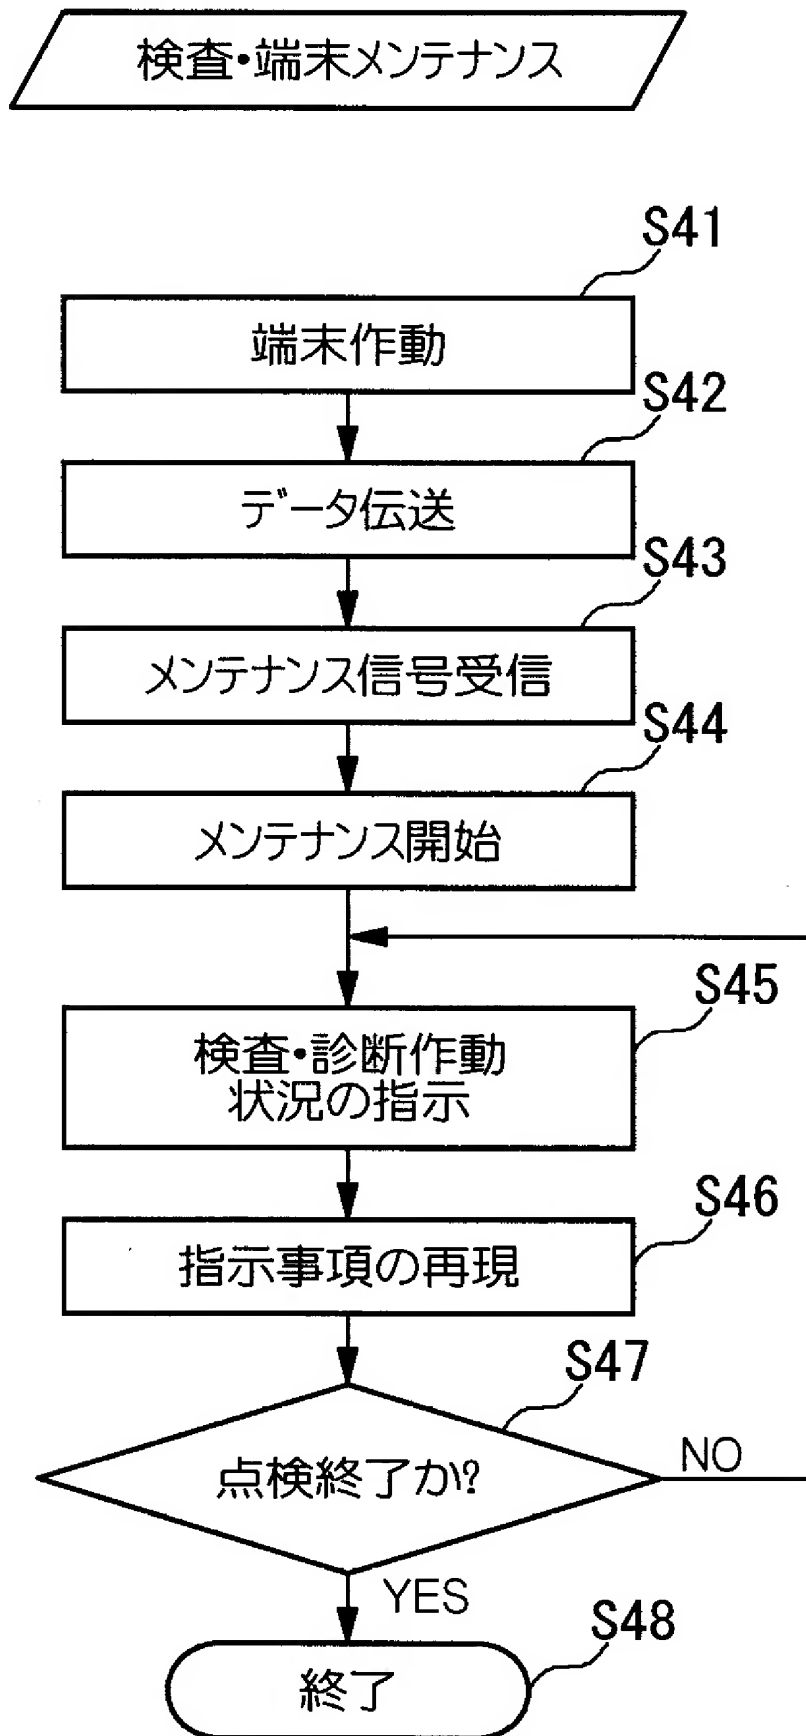 検査・端末メンテナンス
S41
端末作動
S42
データ伝送
S43
メンテナンス信号受信
S44
メンテナンス開始
S45
検査・診断作動
状況の指示
S46
指示事項の再現
S47
点検終了か?
NO
YES
S48
終了